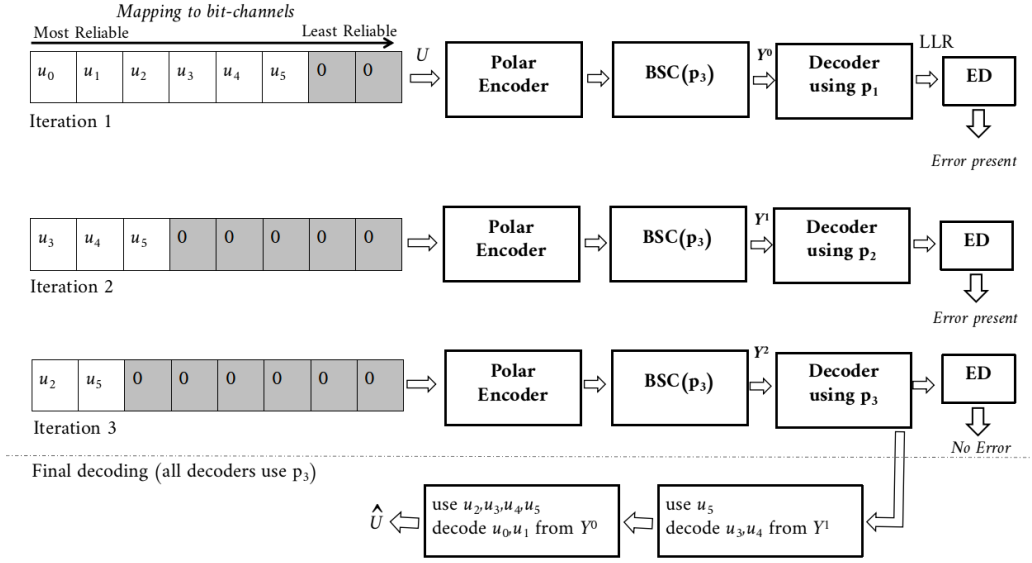 Mapping to bit-channels
Most Reliable Least Reliable
u₀ u₁ u₂ u₃ u₄ u₅ 0 0
U
Polar
Encoder
BSC(p₃)
Y⁰
Decoder
using p₁
LLR
ED
Iteration 1
Error present
u₃ u₄ u₅ 0 0 0 0 0
Polar
Encoder
BSC(p₃)
Y¹
Decoder
using p₂
ED
Iteration 2
Error present
u₂ u₅ 0 0 0 0 0 0
Polar
Encoder
BSC(p₃)
Y²
Decoder
using p₃
ED
Iteration 3
No Error
Final decoding (all decoders use p₃)
Û
use u₂,u₃,u₄,u₅
decode u₀,u₁ from Y⁰
use u₅
decode u₃,u₄ from Y¹